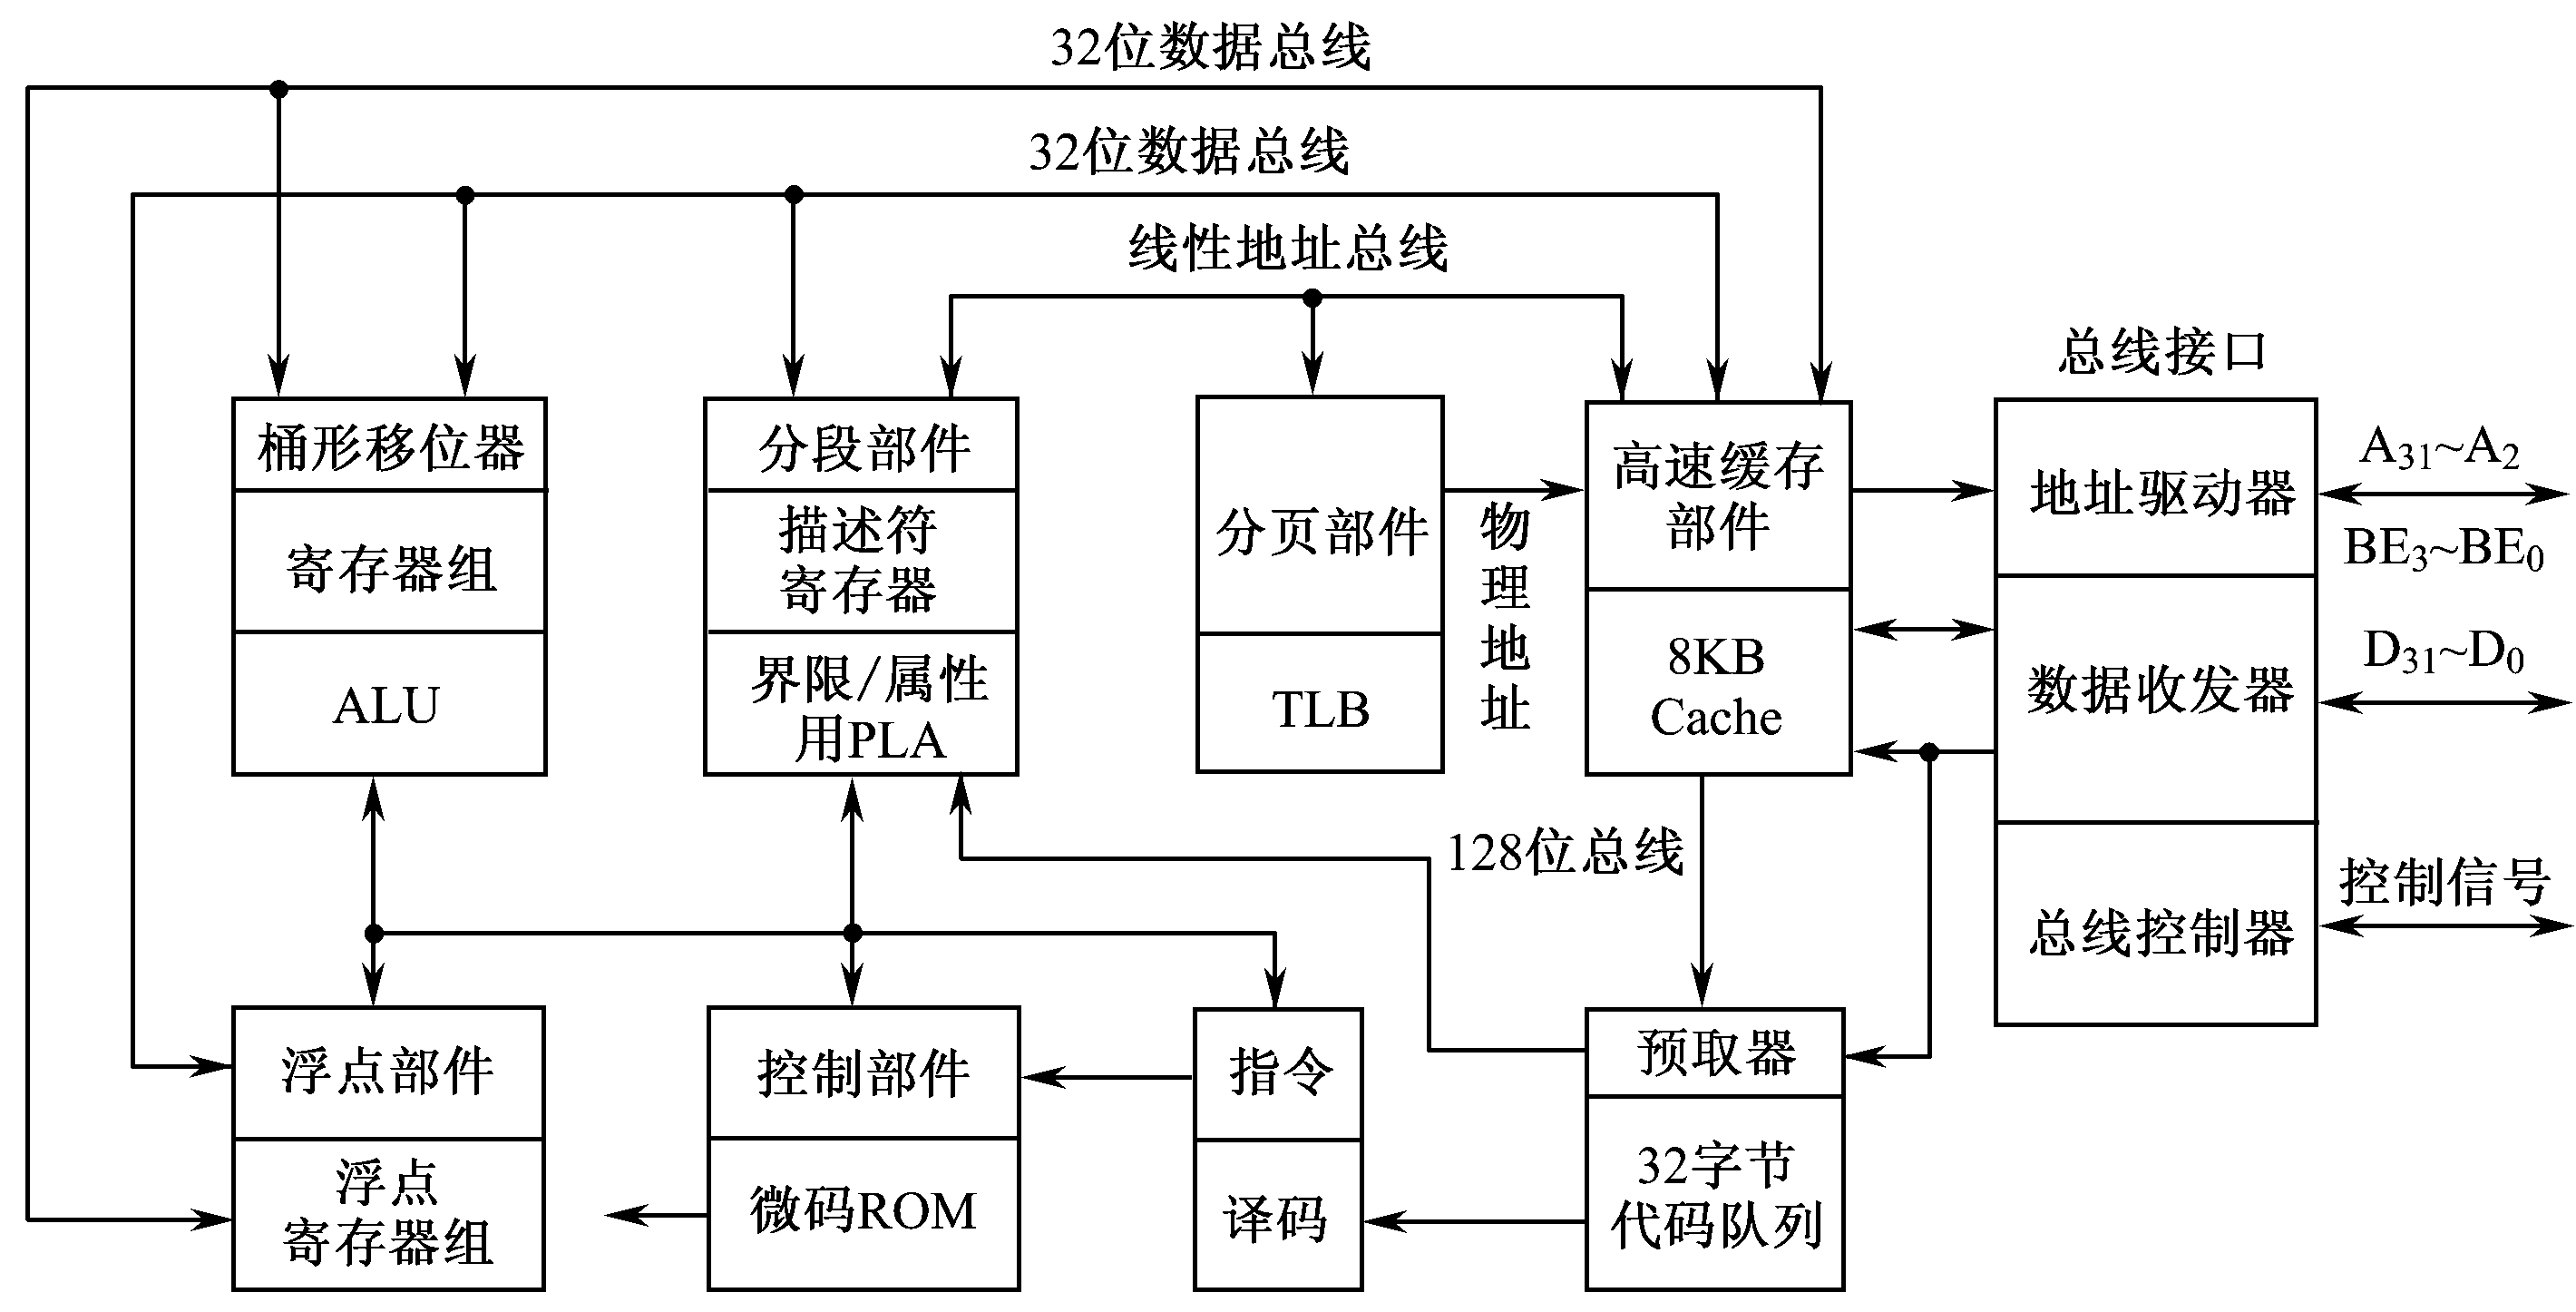 32位数据总线
32位数据总线
线性地址总线
总线接口
桶形移位器
寄存器组
ALU
分段部件
描述符
寄存器
界限/属性
用PLA
分页部件
TLB
物
理
地
址
高速缓存
部件
8KB
Cache
地址驱动器
数据收发器
总线控制器
A31~A2
BE3~BE0
D31~D0
控制信号
128位总线
浮点部件
浮点
寄存器组
控制部件
微码ROM
指令
译码
预取器
32字节
代码队列